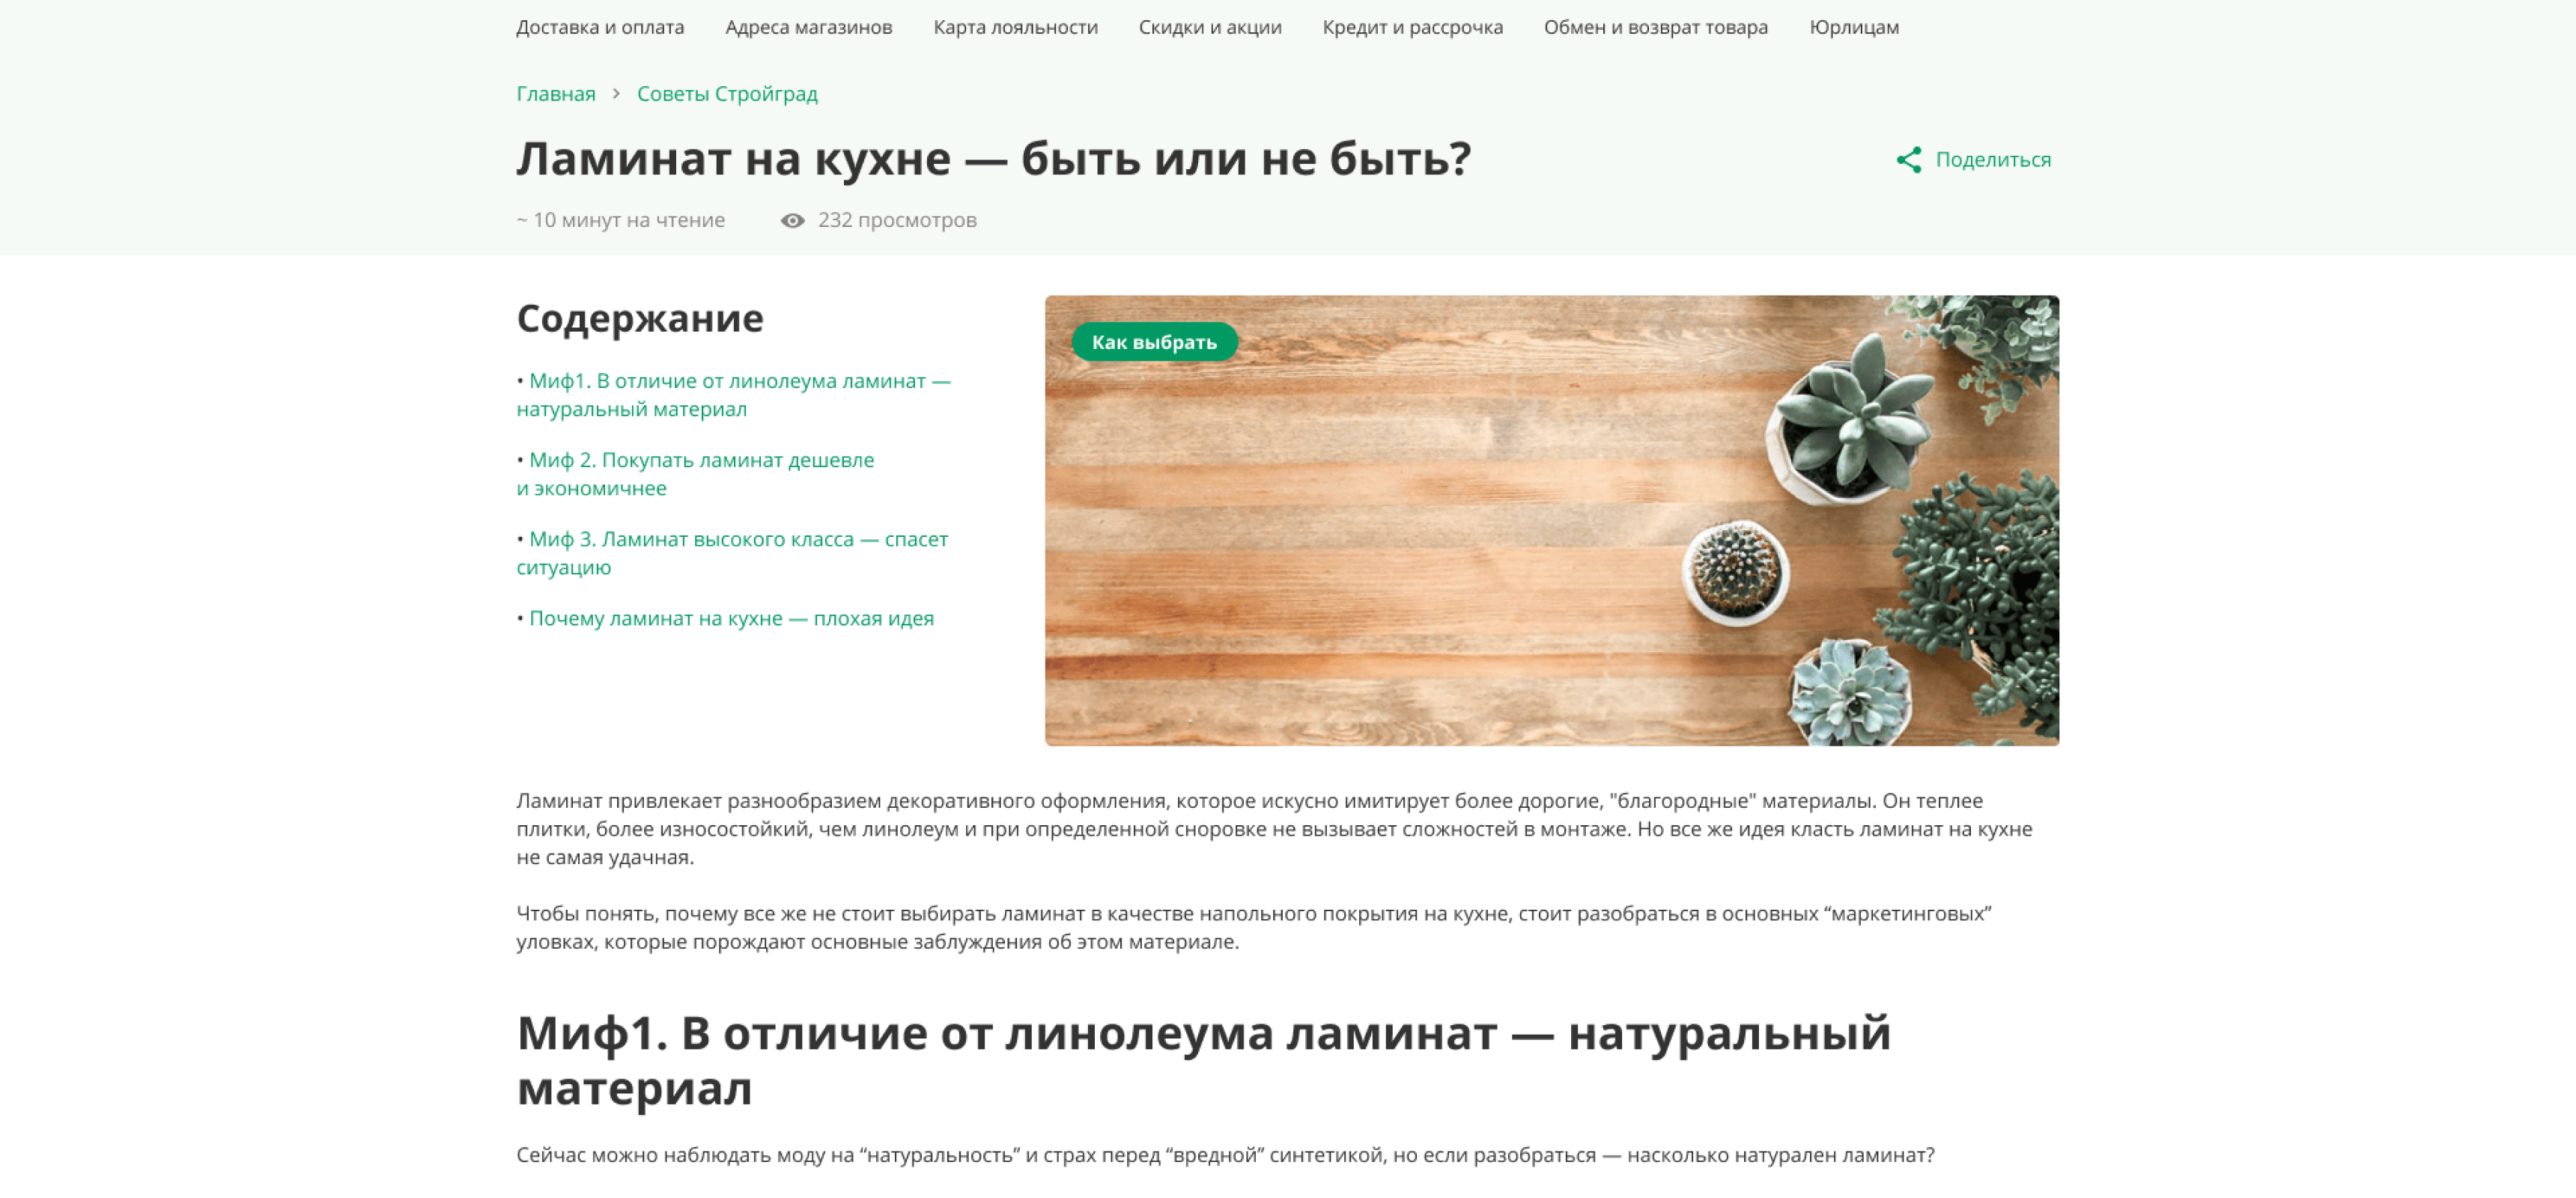 Доставка и оплата Адреса магазинов Карта лояльности Скидки и акции Кредит и рассрочка Обмен и возврат товара Юрлицам
Главная > Советы Стройград
Ламинат на кухне — быть или не быть?
Поделиться
~ 10 минут на чтение 232 просмотров
Содержание
• Миф1. В отличие от линолеума ламинат —
натуральный материал
• Миф 2. Покупать ламинат дешевле
и экономичнее
• Миф 3. Ламинат высокого класса — спасет
ситуацию
• Почему ламинат на кухне — плохая идея
Как выбрать
Ламинат привлекает разнообразием декоративного оформления, которое искусно имитирует более дорогие, "благородные" материалы. Он теплее
плитки, более износостойкий, чем линолеум и при определенной сноровке не вызывает сложностей в монтаже. Но все же идея класть ламинат на кухне
не самая удачная.
Чтобы понять, почему все же не стоит выбирать ламинат в качестве напольного покрытия на кухне, стоит разобраться в основных “маркетинговых”
уловках, которые порождают основные заблуждения об этом материале.
Миф1. В отличие от линолеума ламинат — натуральный
материал
Сейчас можно наблюдать моду на “натуральность” и страх перед “вредной” синтетикой, но если разобраться — насколько натурален ламинат?